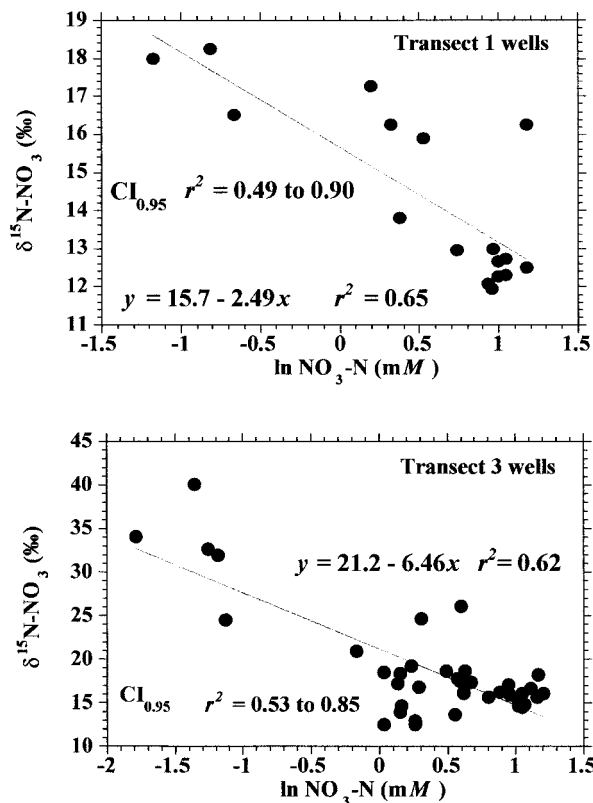 Transect 1 wells
19
18
17
16
15
14
13
12
11
δ ¹⁵N-NO₃ (‰)
CI₀.₉₅ r² = 0.49 to 0.90
y = 15.7 - 2.49x r² = 0.65
-1.5 -1 -0.5 0 0.5 1 1.5
ln NO₃-N (mM)
Transect 3 wells
45
40
35
30
25
20
15
10
δ ¹⁵N-NO₃ (‰)
y = 21.2 - 6.46x r² = 0.62
CI₀.₉₅ r² = 0.53 to 0.85
-2 -1.5 -1 -0.5 0 0.5 1 1.5
ln NO₃-N (mM)